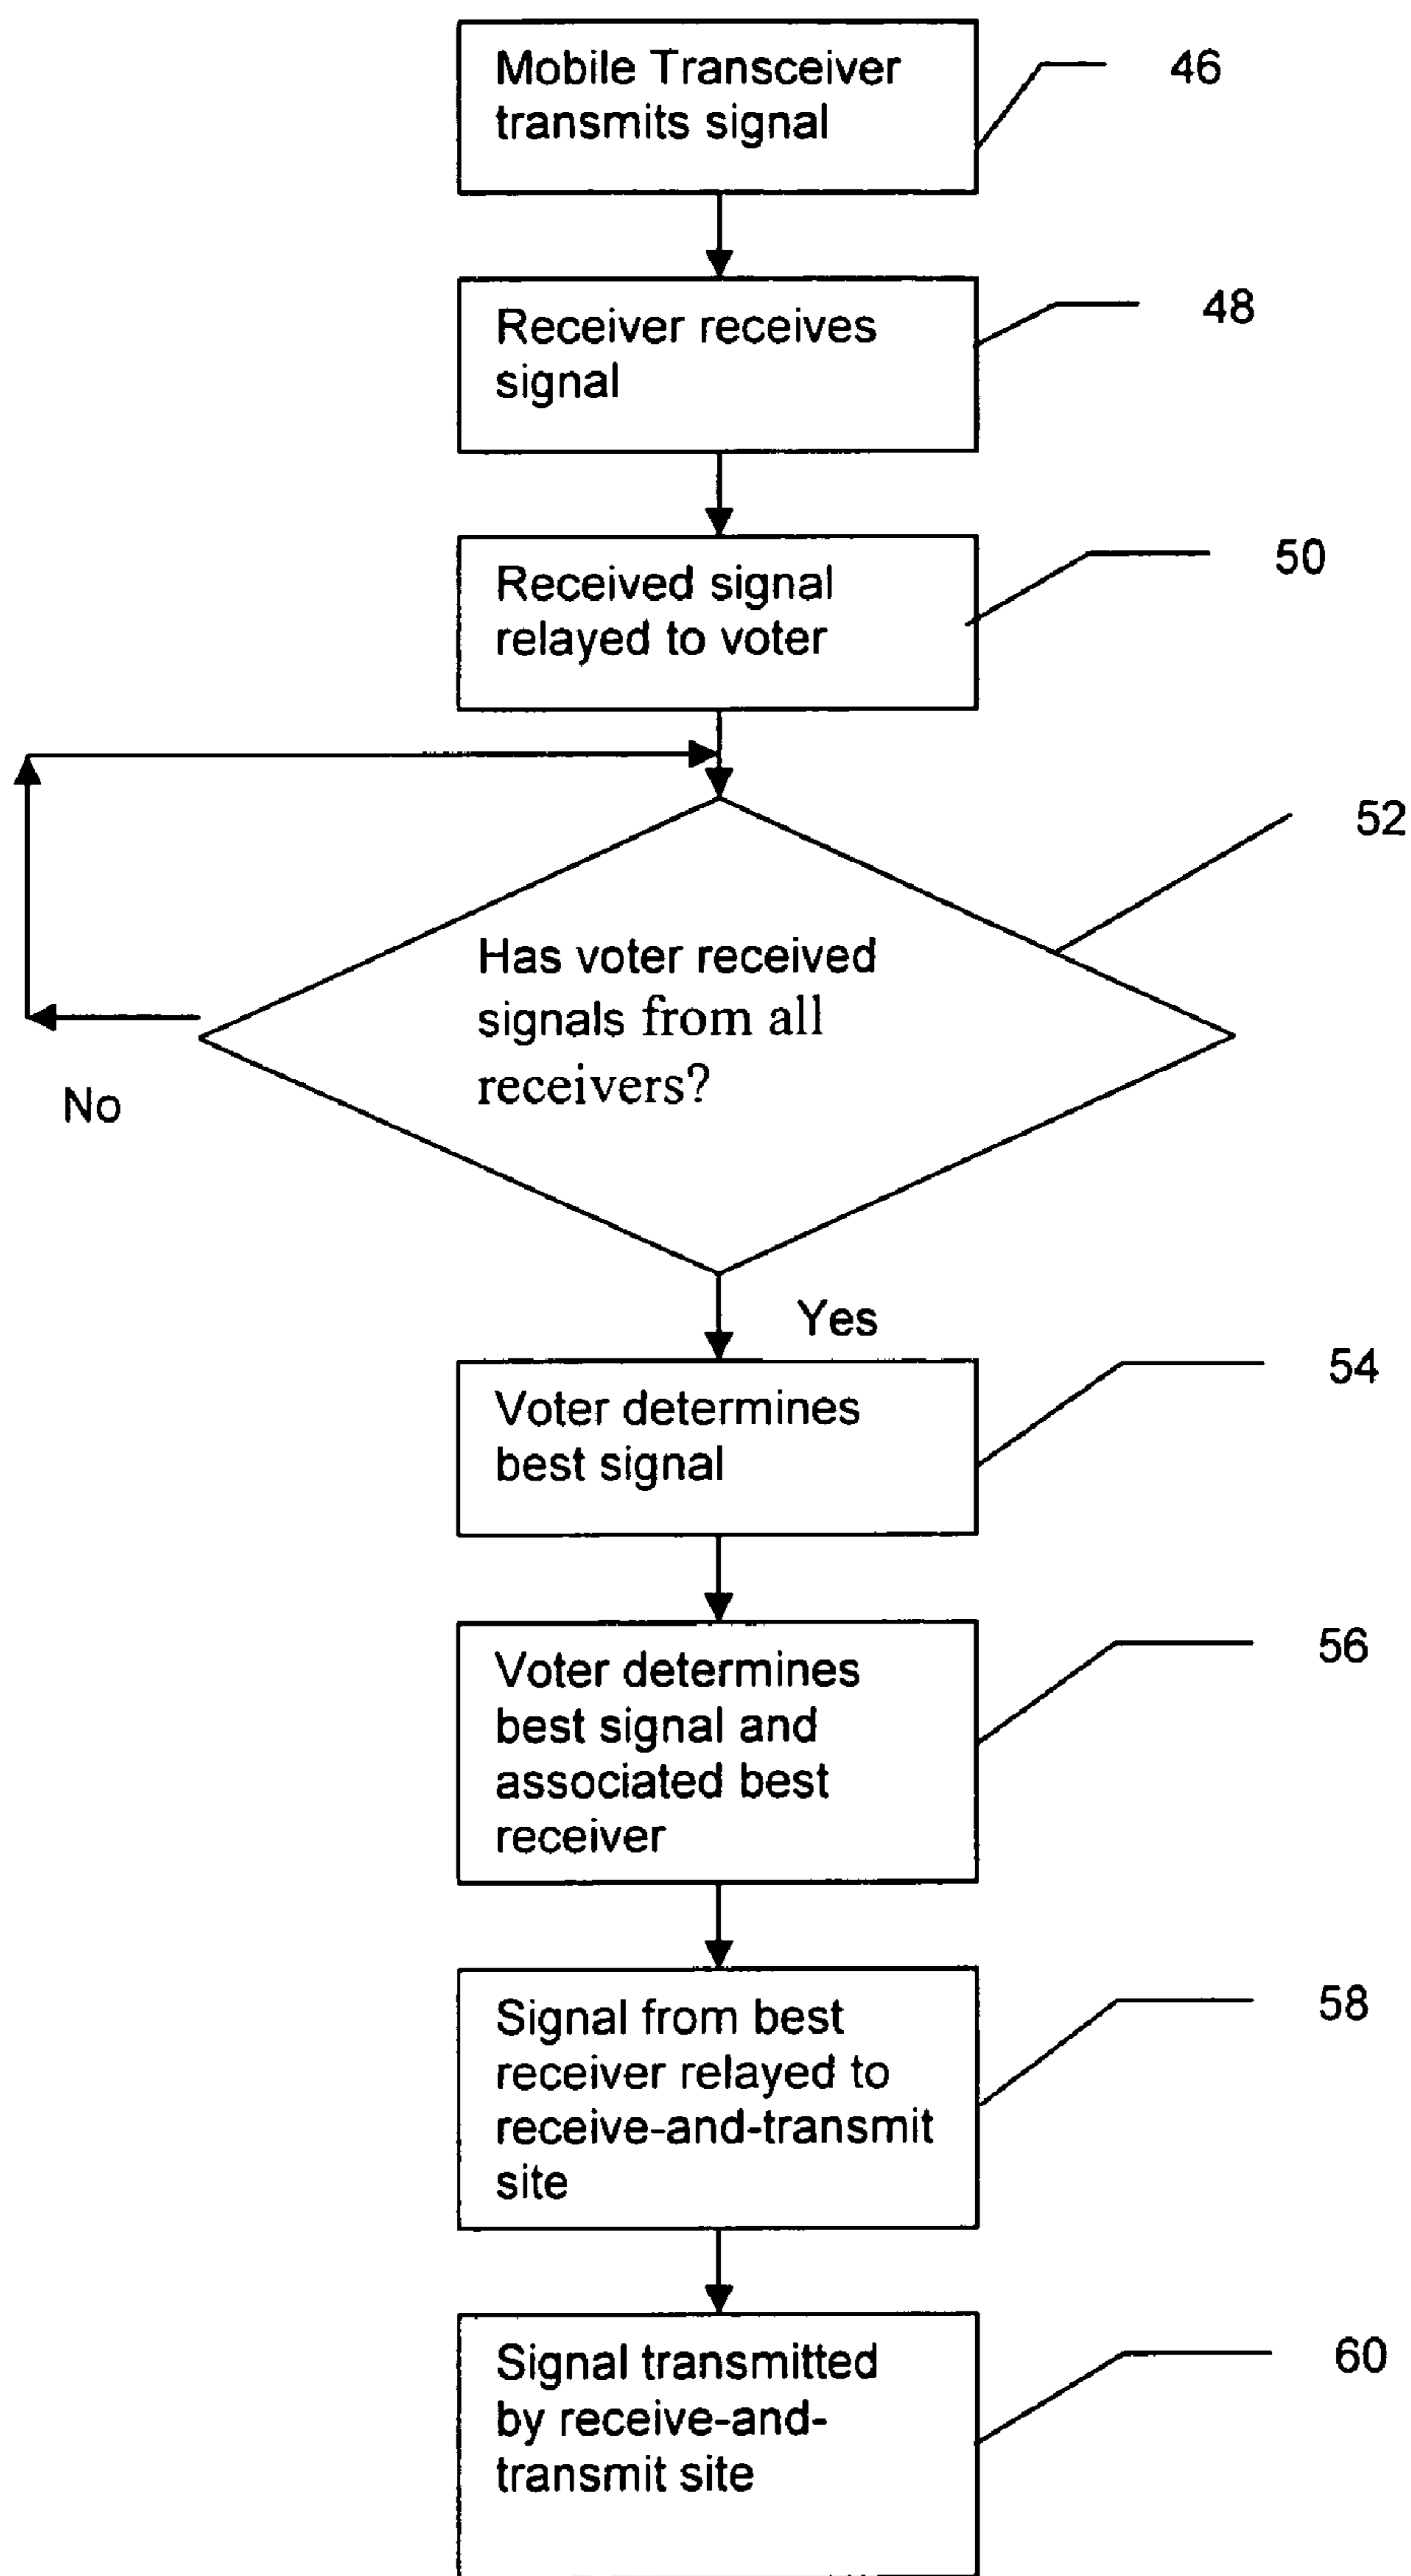 Mobile Transceiver
transmits signal
46
Receiver receives
signal
48
Received signal
relayed to voter
50
Has voter received
signals from all
receivers?
52
No
Yes
Voter determines
best signal
54
Voter determines
best signal and
associated best
receiver
56
Signal from best
receiver relayed to
receive-and-transmit
site
58
Signal transmitted
by receive-and-
transmit site
60